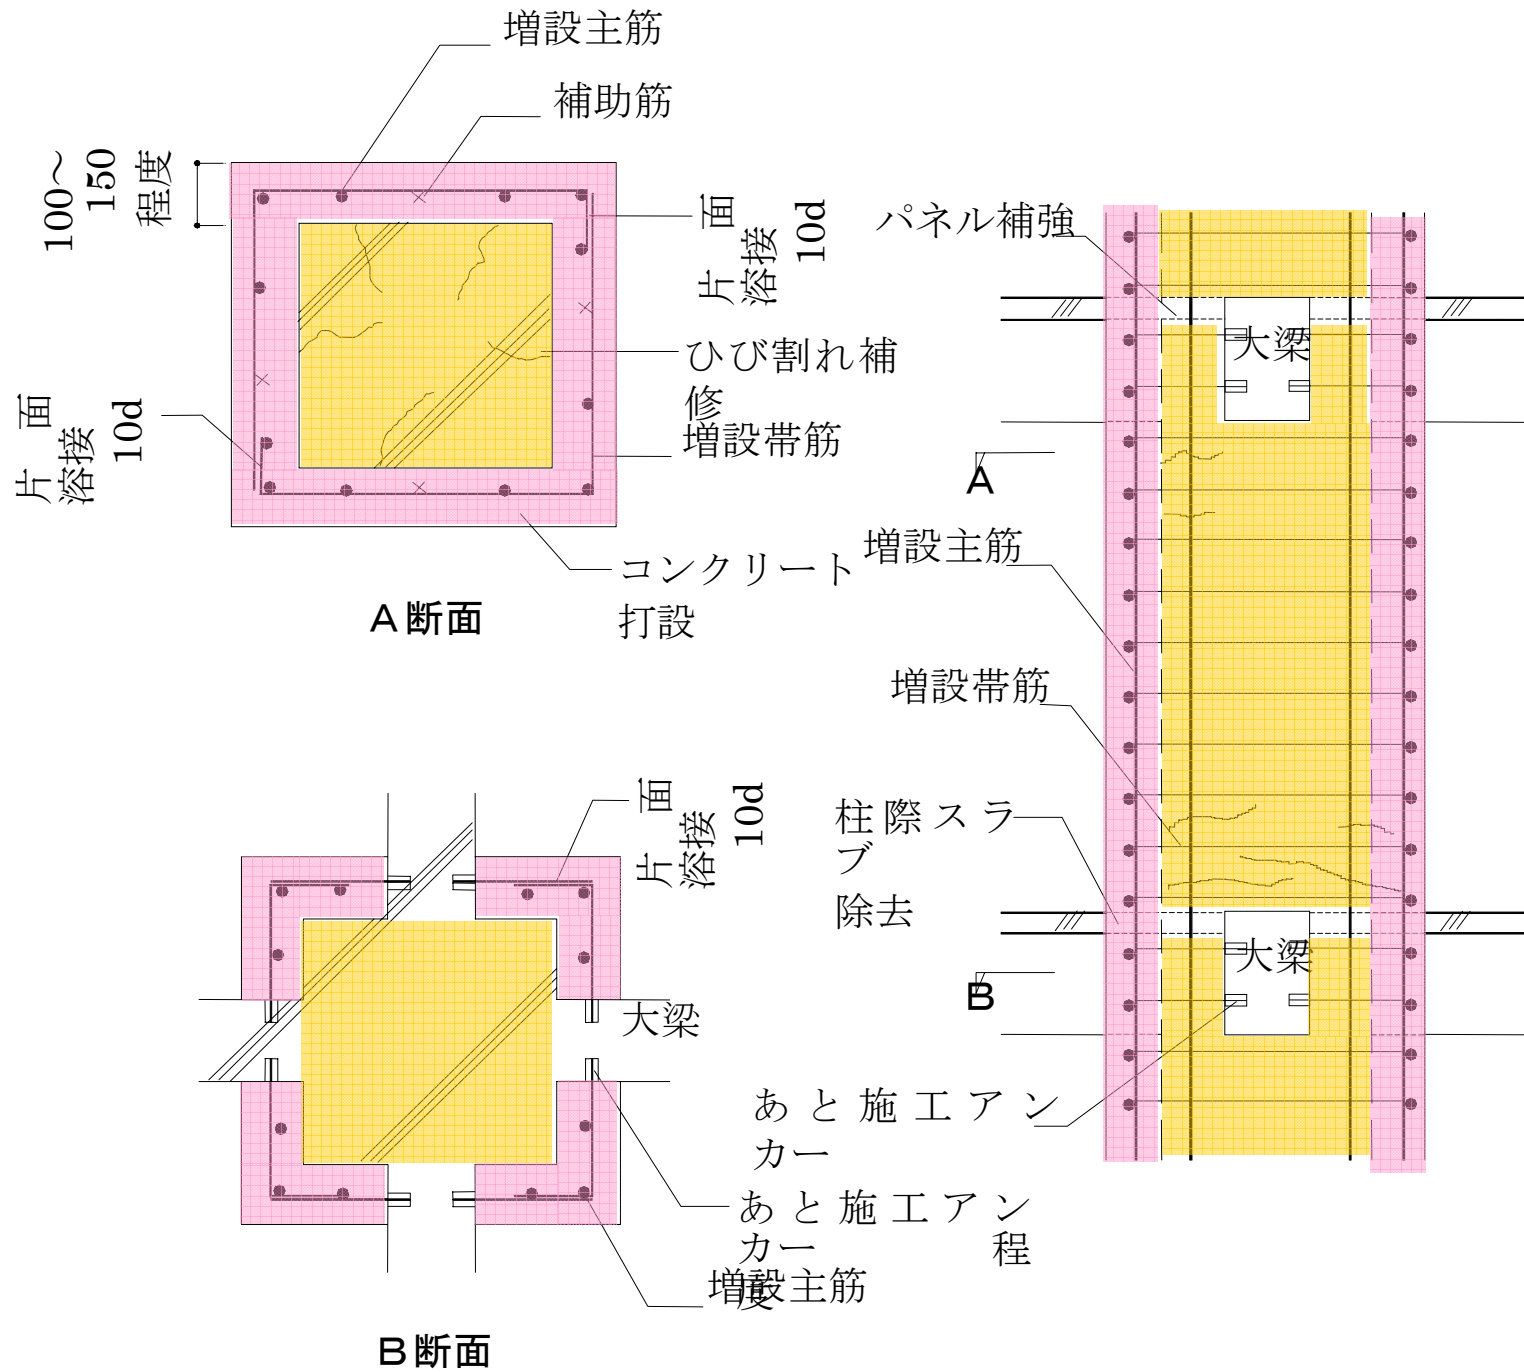 増設主筋
補助筋
100〜
150
程度
面
片溶接
10d
ひび割れ補
修
増設帯筋
面
片溶接
10d
コンクリート
打設
A断面
パネル補強
大梁
A
増設主筋
増設帯筋
柱際スラ
ブ
除去
大梁
B
あと施工アン
カー
面
片溶接
10d
大梁
あと施工アン
カー 程
度
増設主筋
B断面